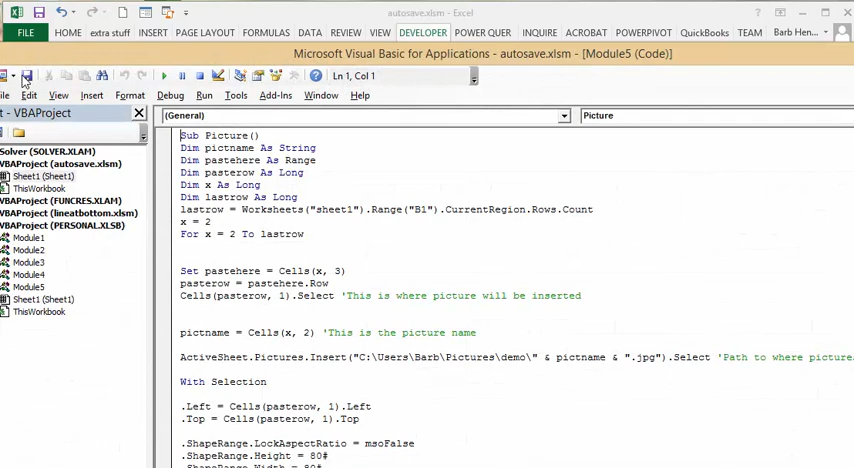 autosave.xlsm - Excel
FILE HOME extra stuff INSERT PAGE LAYOUT FORMULAS DATA REVIEW VIEW DEVELOPER POWER QUER INQUIRE ACROBAT POWERPIVOT QuickBooks TEAM Barb Hen...
Microsoft Visual Basic for Applications - autosave.xlsm - [Module5 (Code)]
Ln 1, Col 1
ile Edit View Insert Format Debug Run Tools Add-Ins Window Help
t - VBAProject
(General) Picture
Solver (SOLVER.XLAM)
VBAProject (autosave.xlsm)
Sheet1 (Sheet1)
ThisWorkbook
VBAProject (FUNCRES.XLAM)
VBAProject (lineatbottom.xlsm)
VBAProject (PERSONAL.XLSB)
Module1
Module2
Module3
Module4
Module5
Sheet1 (Sheet1)
ThisWorkbook
Sub Picture()
Dim pictname As String
Dim pastehere As Range
Dim pasterow As Long
Dim x As Long
Dim lastrow As Long
lastrow = Worksheets("sheet1").Range("B1").CurrentRegion.Rows.Count
x = 2
For x = 2 To lastrow
Set pastehere = Cells(x, 3)
pasterow = pastehere.Row
Cells(pasterow, 1).Select 'This is where picture will be inserted
pictname = Cells(x, 2) 'This is the picture name
ActiveSheet.Pictures.Insert("C:\Users\Barb\Pictures\demo\" & pictname & ".jpg").Select 'Path to where picture
With Selection
.Left = Cells(pasterow, 1).Left
.Top = Cells(pasterow, 1).Top
.ShapeRange.LockAspectRatio = msoFalse
.ShapeRange.Height = 80#
.ShapeRange.Width = 80#